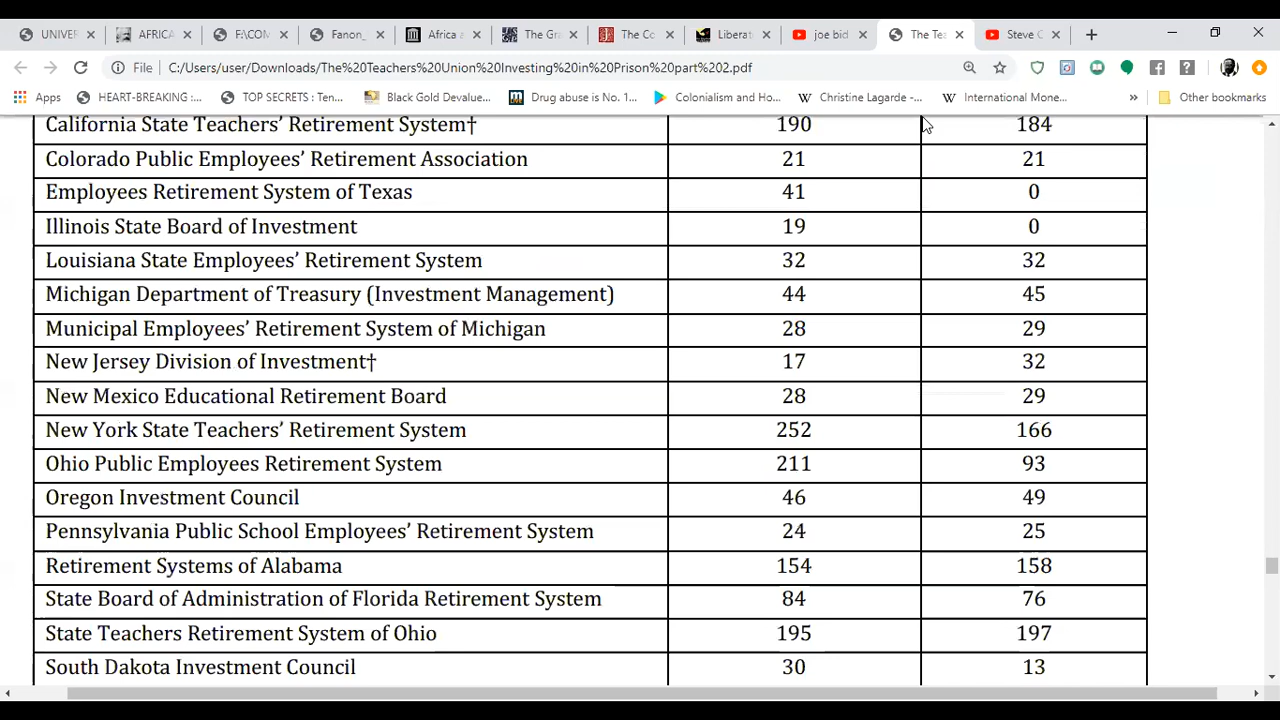 UNIVER
AFRICA
F:\COM
Fanon_
Africa a
The Gra
The Co
Liberat
joe bid
The Tea
Steve C
File C:/Users/user/Downloads/The%20Teachers%20Union%20Investing%20in%20Prison%20part%202.pdf
Apps HEART-BREAKING :... TOP SECRETS : Ten... Black Gold Devalue... Drug abuse is No. 1... Colonialism and Ho... Christine Lagarde -... International Mone... » Other bookmarks
California State Teachers’ Retirement System† 190 184
Colorado Public Employees’ Retirement Association 21 21
Employees Retirement System of Texas 41 0
Illinois State Board of Investment 19 0
Louisiana State Employees’ Retirement System 32 32
Michigan Department of Treasury (Investment Management) 44 45
Municipal Employees’ Retirement System of Michigan 28 29
New Jersey Division of Investment† 17 32
New Mexico Educational Retirement Board 28 29
New York State Teachers’ Retirement System 252 166
Ohio Public Employees Retirement System 211 93
Oregon Investment Council 46 49
Pennsylvania Public School Employees’ Retirement System 24 25
Retirement Systems of Alabama 154 158
State Board of Administration of Florida Retirement System 84 76
State Teachers Retirement System of Ohio 195 197
South Dakota Investment Council 30 13